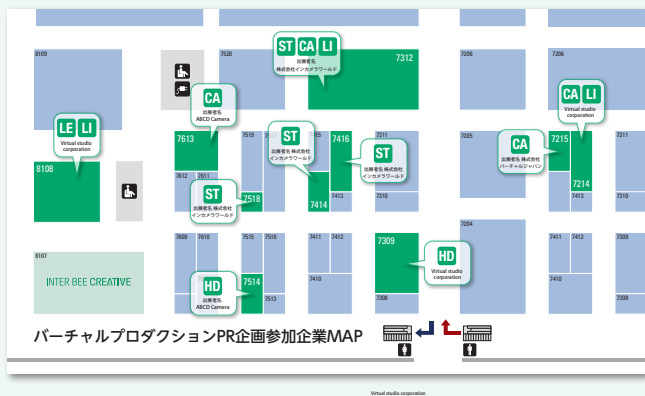 8109
7520
ST CA LI
出展者名
株式会社インカメラワールド
7312
7206
7206
CA
出展者名
ABCD Camera
CA LI
Virtual studio
corporation
LE LI
Virtual studio
corporation
7613
7519
ST
出展者名 株式会社
インカメラワールド
7415
7416
7311
ST
出展者名 株式会社
インカメラワールド
7205
CA
出展者名 株式会社
バーチャルジャパン
7215
7311
8108
7612
7611
7214
ST
出展者名 株式会社
インカメラワールド
7518
7414
7413
7310
7413
7310
7204
8107
INTER BEE CREATIVE
7609
7610
7515
7516
7411
7412
7309
HD
Virtual studio
corporation
7411
7412
7309
HD
出展者名
ABCD Camera
7514
7410
7410
7513
7308
7308
バーチャルプロダクションPR企画参加企業MAP
Virtual studio corporation